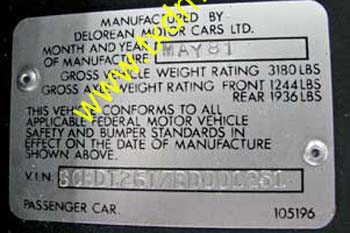 MANUFACTURED BY
DELOREAN MOTOR CARS LTD.
MONTH AND YEAR
OF MANUFACTURE MAY 81
GROSS VEHICLE WEIGHT RATING 3180 LBS
GROSS AXLE WEIGHT RATING FRONT 1244 LBS
REAR 1936 LBS
THIS VEHICLE CONFORMS TO ALL
APPLICABLE FEDERAL MOTOR VEHICLE
SAFETY AND BUMPER STANDARDS IN
EFFECT ON THE DATE OF MANUFACTURE
SHOWN ABOVE.
V.I.N.
PASSENGER CAR. 105196